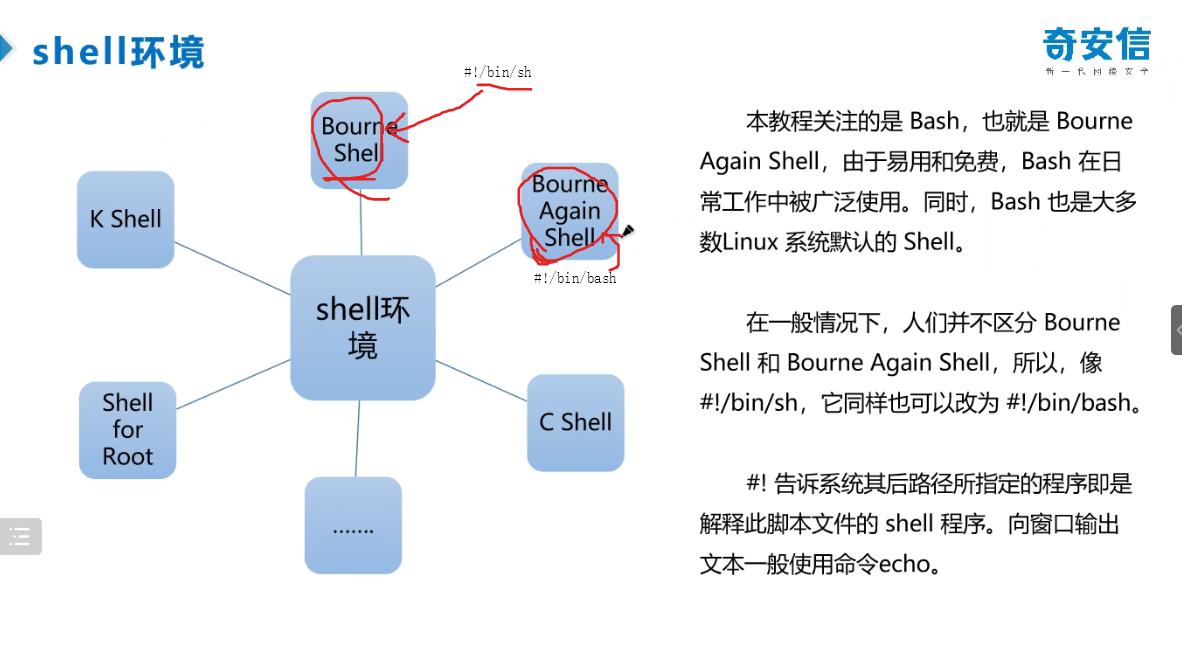 shell环境
奇安信
新一代网络安全
#!/bin/sh
Bourne
Shell
Bourne
Again
Shell
#!/bin/bash
K Shell
shell环
境
Shell
for
Root
C Shell
.......
本教程关注的是 Bash，也就是 Bourne
Again Shell，由于易用和免费，Bash 在日
常工作中被广泛使用。同时，Bash 也是大多
数Linux 系统默认的 Shell。
在一般情况下，人们并不区分 Bourne
Shell 和 Bourne Again Shell，所以，像
#!/bin/sh，它同样也可以改为 #!/bin/bash。
#! 告诉系统其后路径所指定的程序即是
解释此脚本文件的 shell 程序。向窗口输出
文本一般使用命令echo。